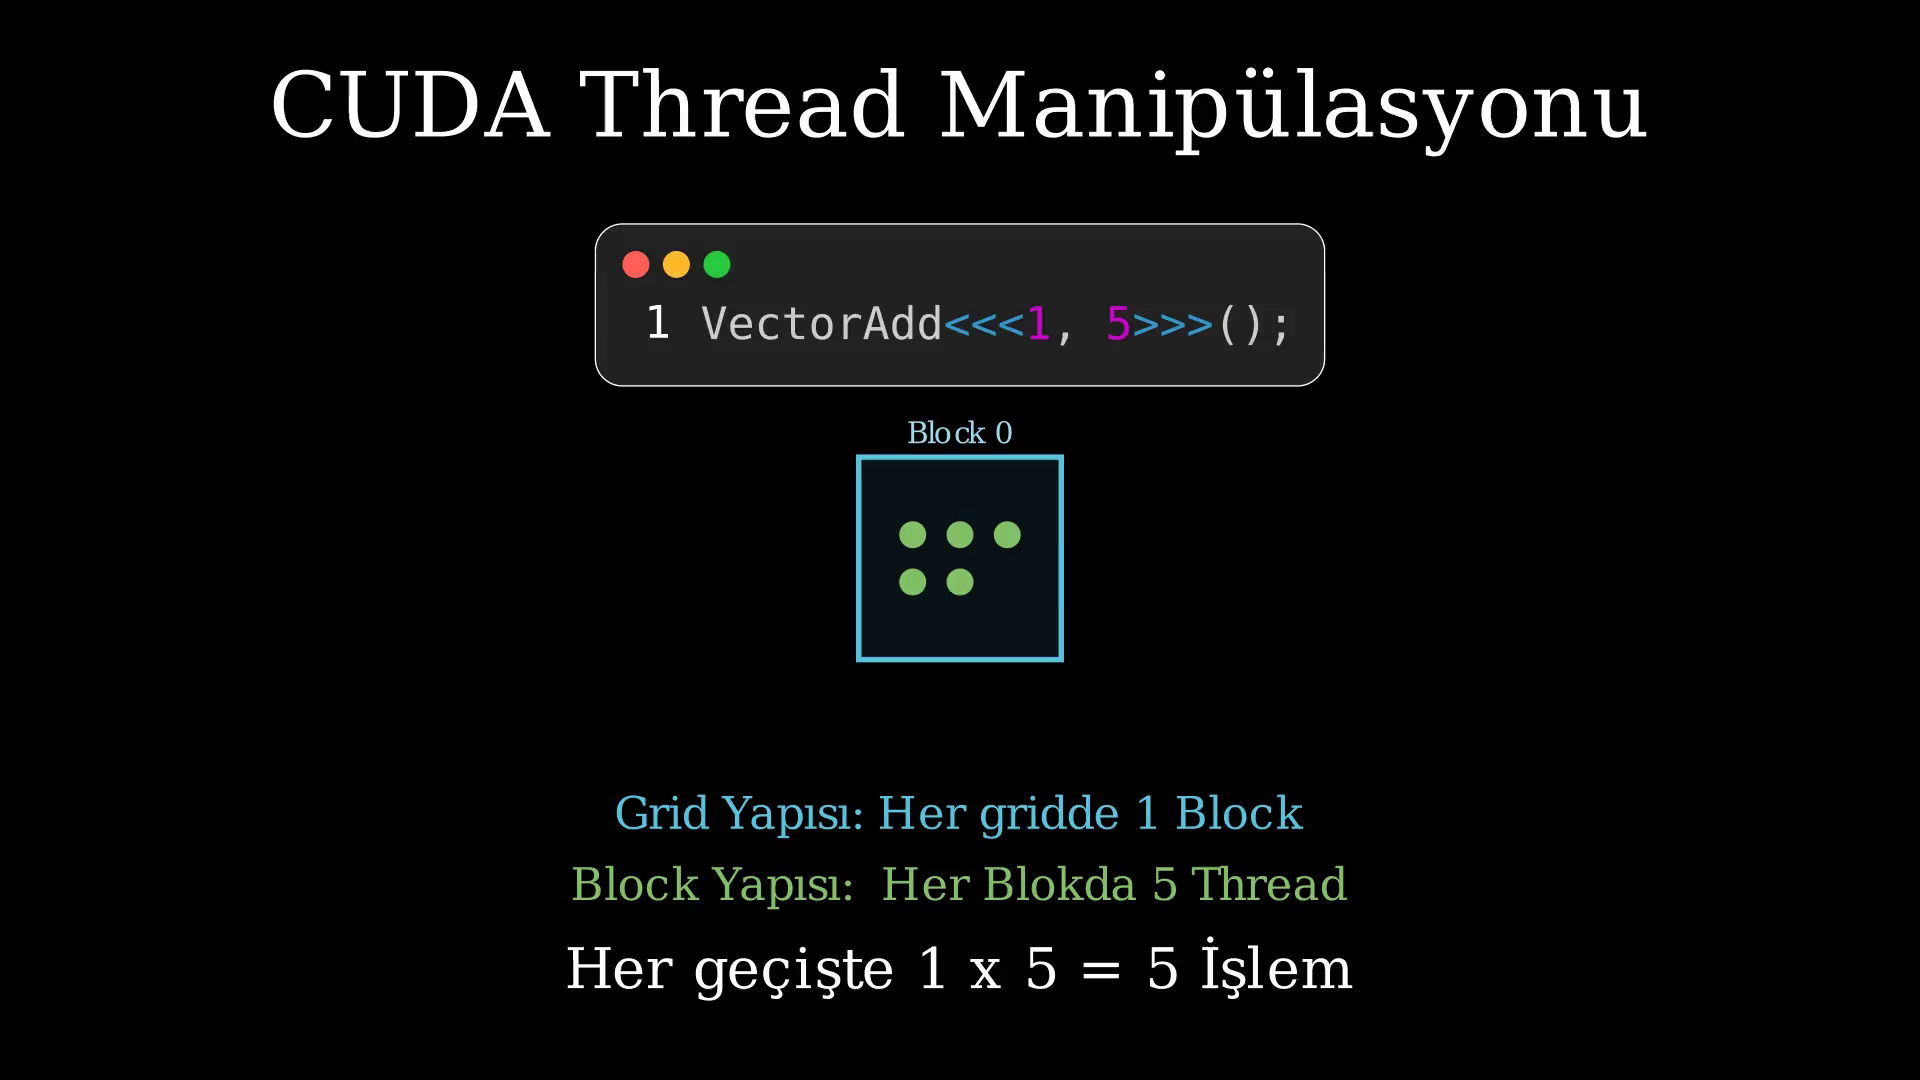 CUDA Thread Manipülasyonu
1 VectorAdd<<<1, 5>>>();
Block 0
Grid Yapısı: Her gridde 1 Block
Block Yapısı: Her Blokda 5 Thread
Her geçişte 1 x 5 = 5 İşlem